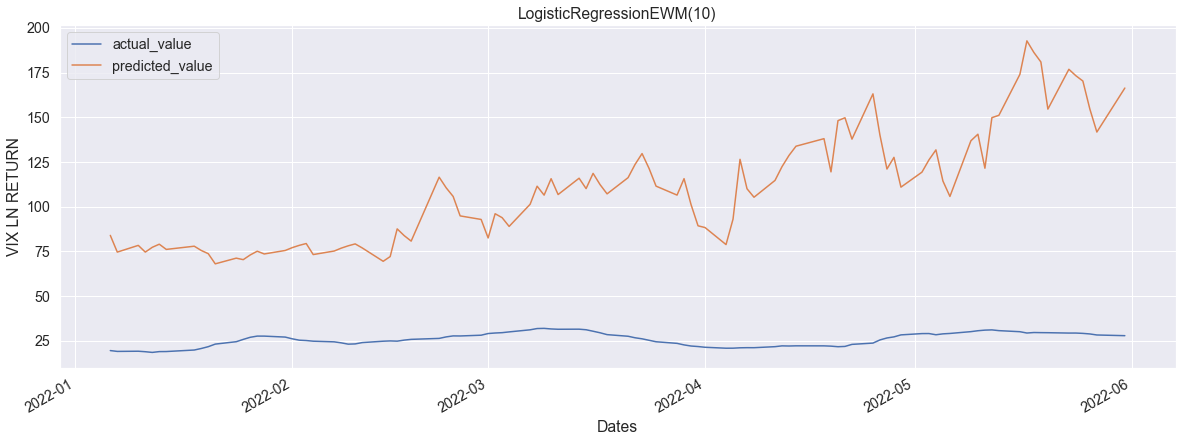 LogisticRegressionEWM(10)
actual_value
predicted_value
VIX LN RETURN
200
175
150
125
100
75
50
25
2022-01
2022-02
2022-03
2022-04
2022-05
2022-06
Dates